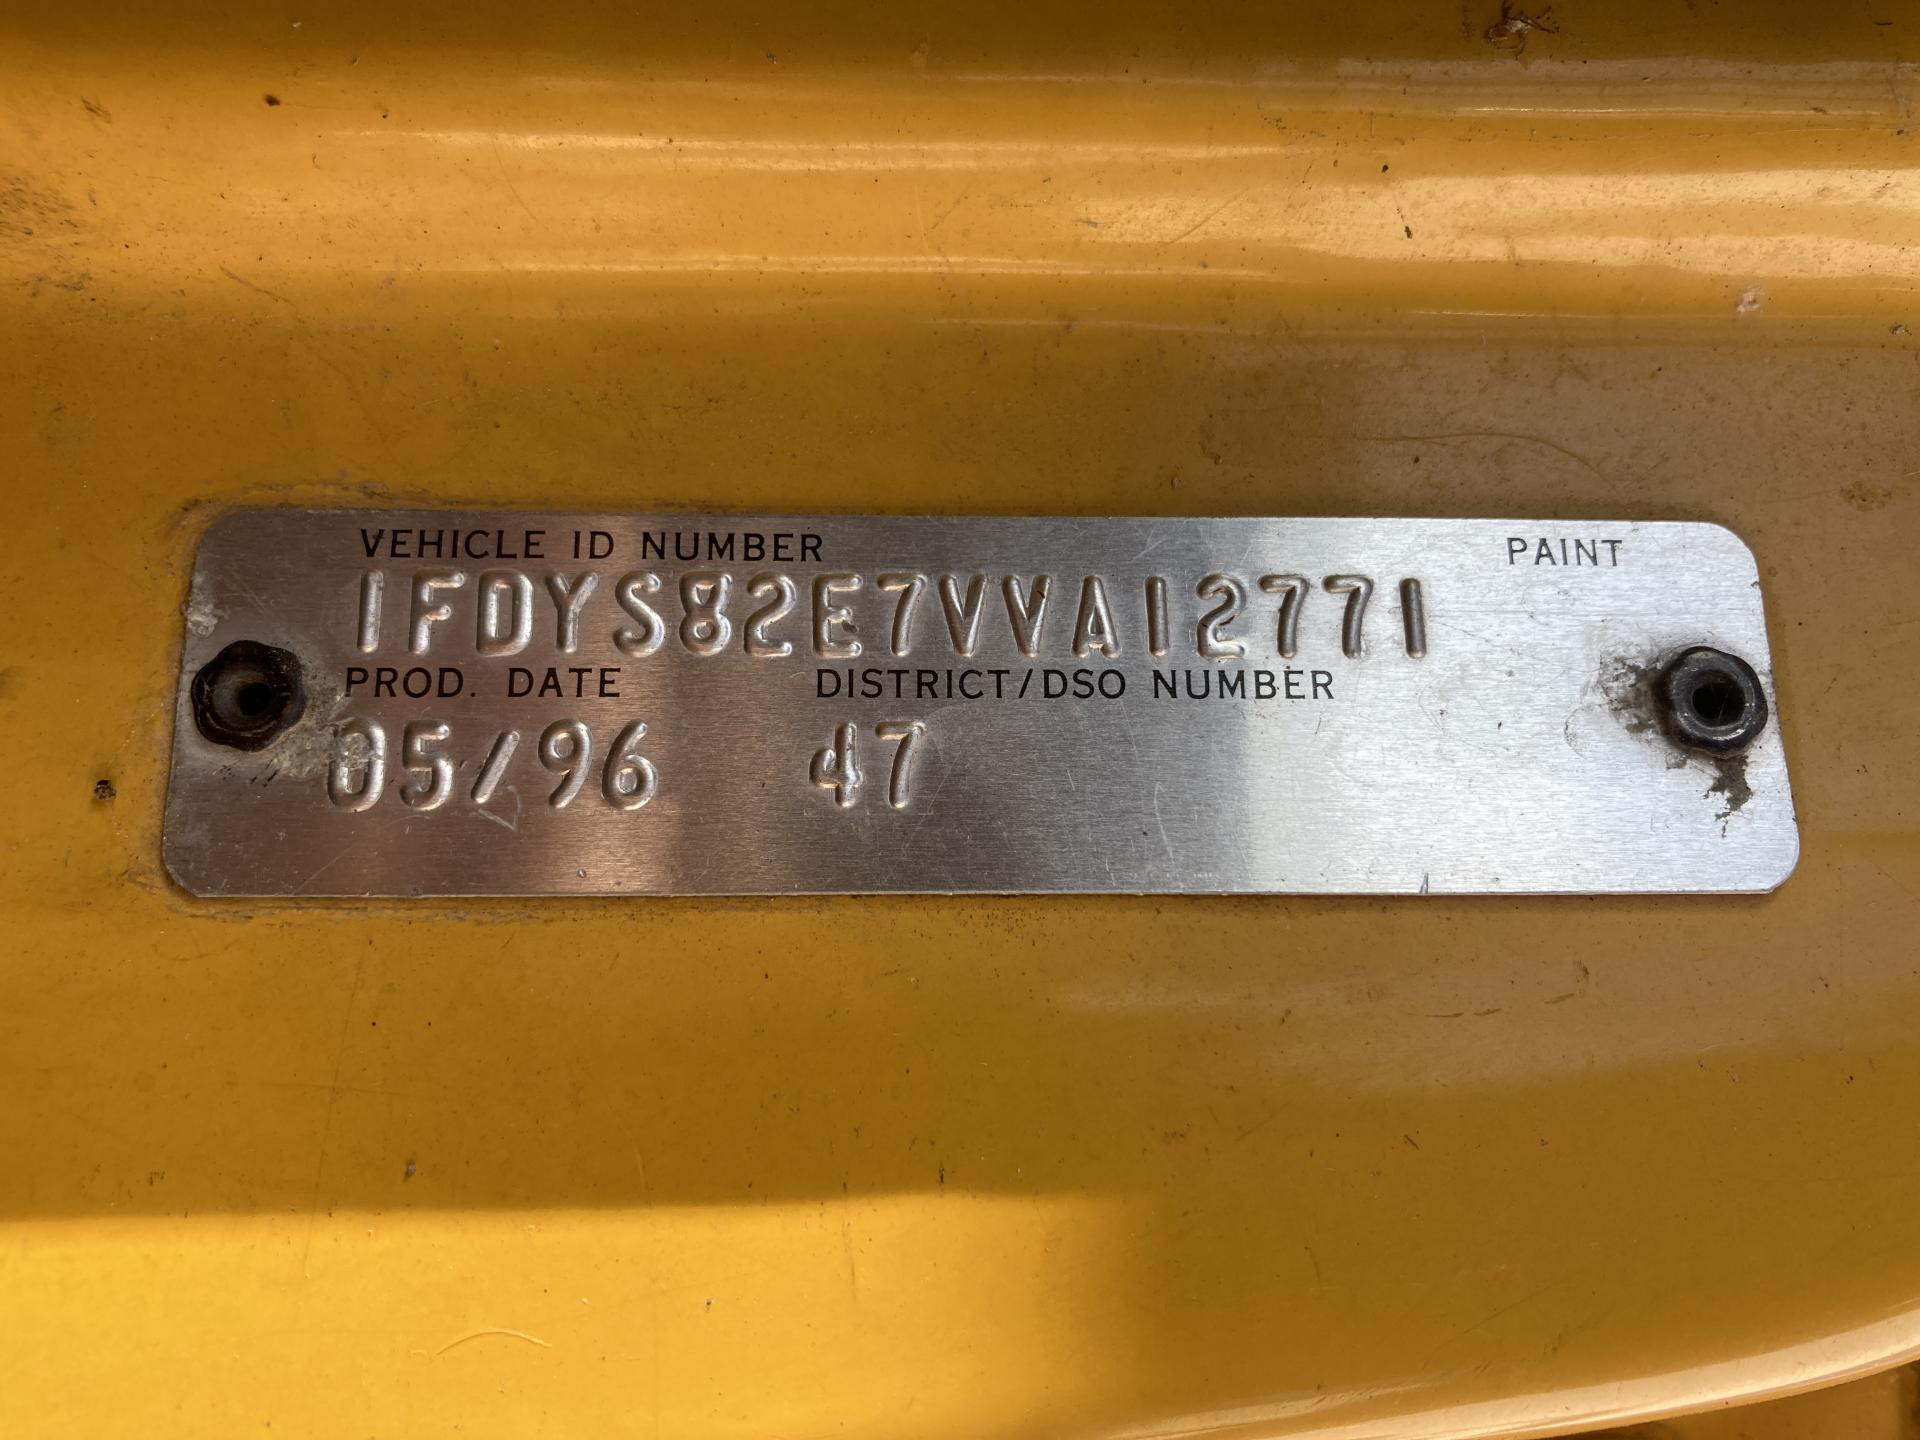 VEHICLE ID NUMBER PAINT
1FDYS82E7VVA12771
PROD. DATE DISTRICT/DSO NUMBER
05/96 47